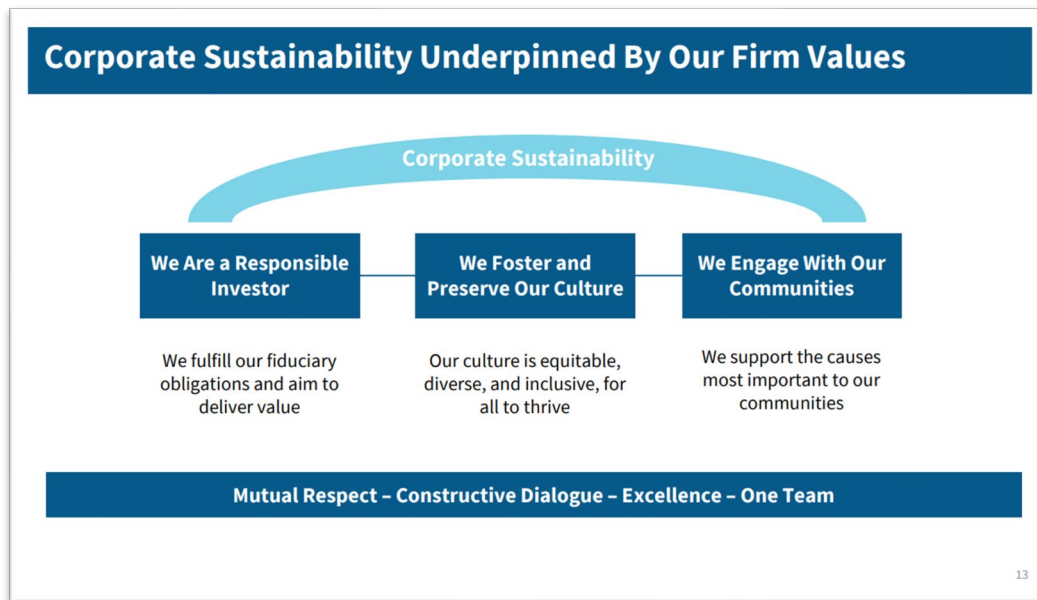 Corporate Sustainability Underpinned By Our Firm Values
Corporate Sustainability
We Are a Responsible
Investor
We fulfill our fiduciary
obligations and aim to
deliver value
We Foster and
Preserve Our Culture
Our culture is equitable,
diverse, and inclusive, for
all to thrive
We Engage With Our
Communities
We support the causes
most important to our
communities
Mutual Respect – Constructive Dialogue – Excellence – One Team
13